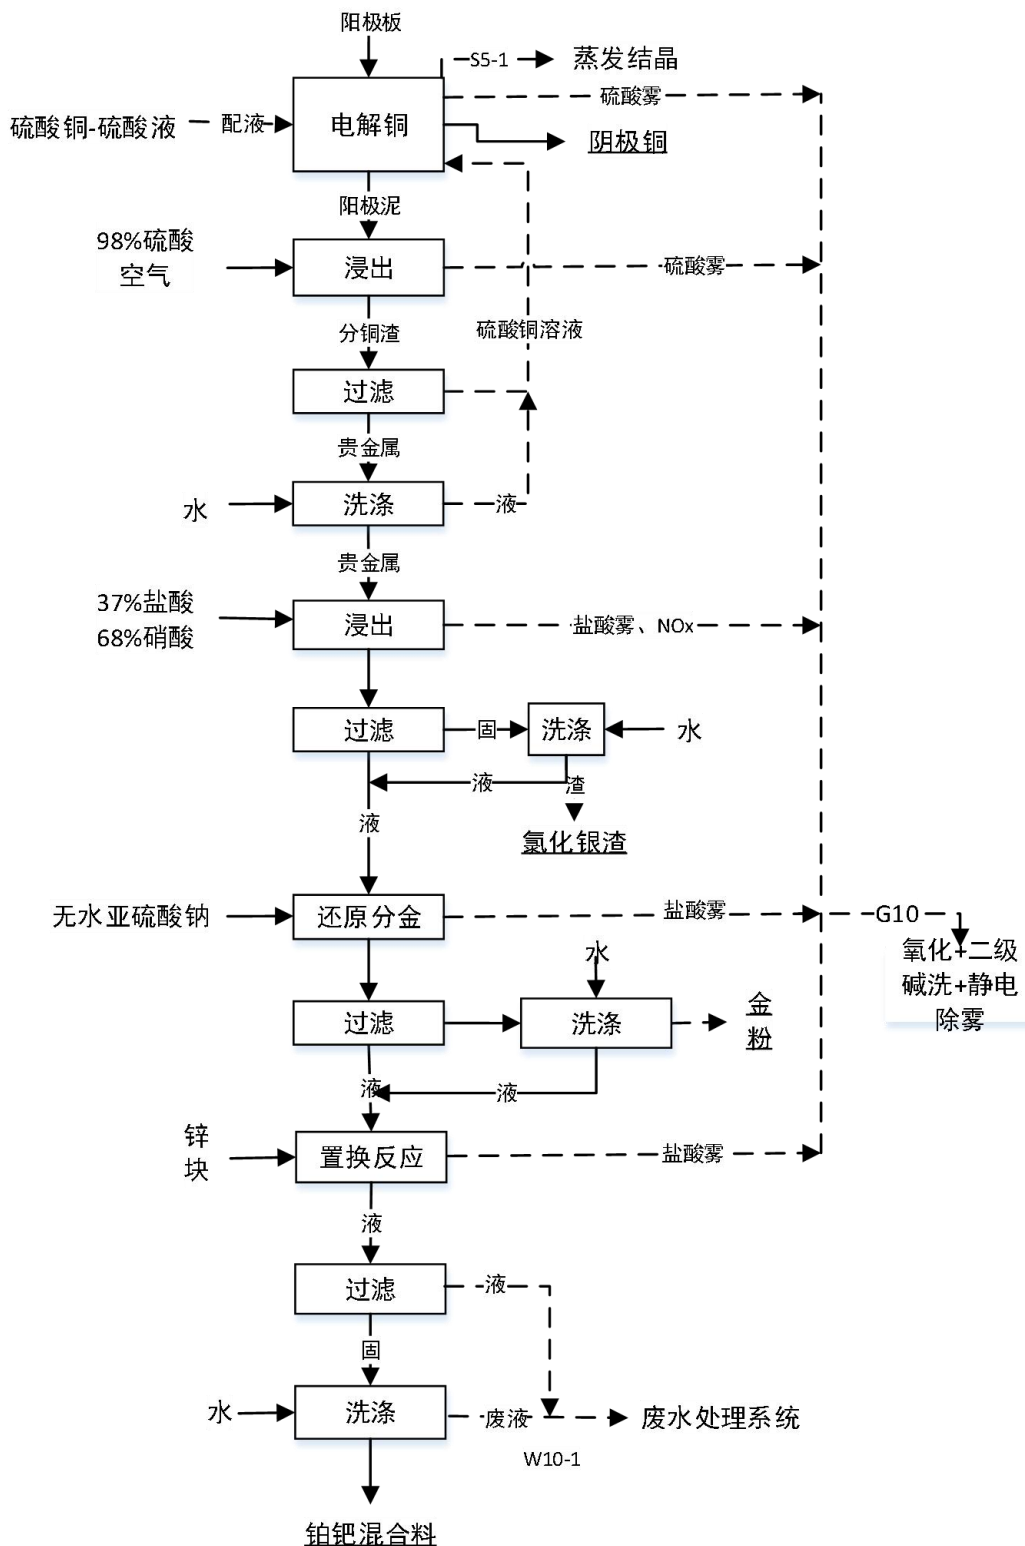 阳极板
S5-1
蒸发结晶
硫酸雾
硫酸铜-硫酸液
配液
电解铜
阴极铜
阳极泥
98%硫酸
空气
浸出
硫酸雾
分铜渣
硫酸铜溶液
过滤
贵金属
水
洗涤
液
贵金属
37%盐酸
68%硝酸
浸出
盐酸雾、NOx
过滤
固
洗涤
水
液
渣
液
氯化银渣
无水亚硫酸钠
还原分金
盐酸雾
G10
氧化+二级
碱洗+静电
除雾
水
过滤
洗涤
金
粉
液
液
锌
块
置换反应
盐酸雾
液
过滤
液
固
水
洗涤
废液
废水处理系统
W10-1
铂钯混合料